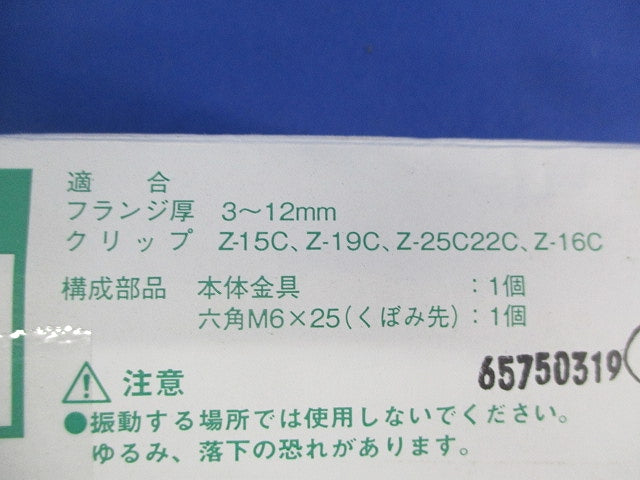 適　合
フランジ厚　3～12mm
クリップ　Z-15C、Z-19C、Z-25C22C、Z-16C
構成部品　本体金具　：1個
六角M6×25(くぼみ先)：1個
65750319
注意
●振動する場所では使用しないでください。
ゆるみ、落下の恐れがあります。